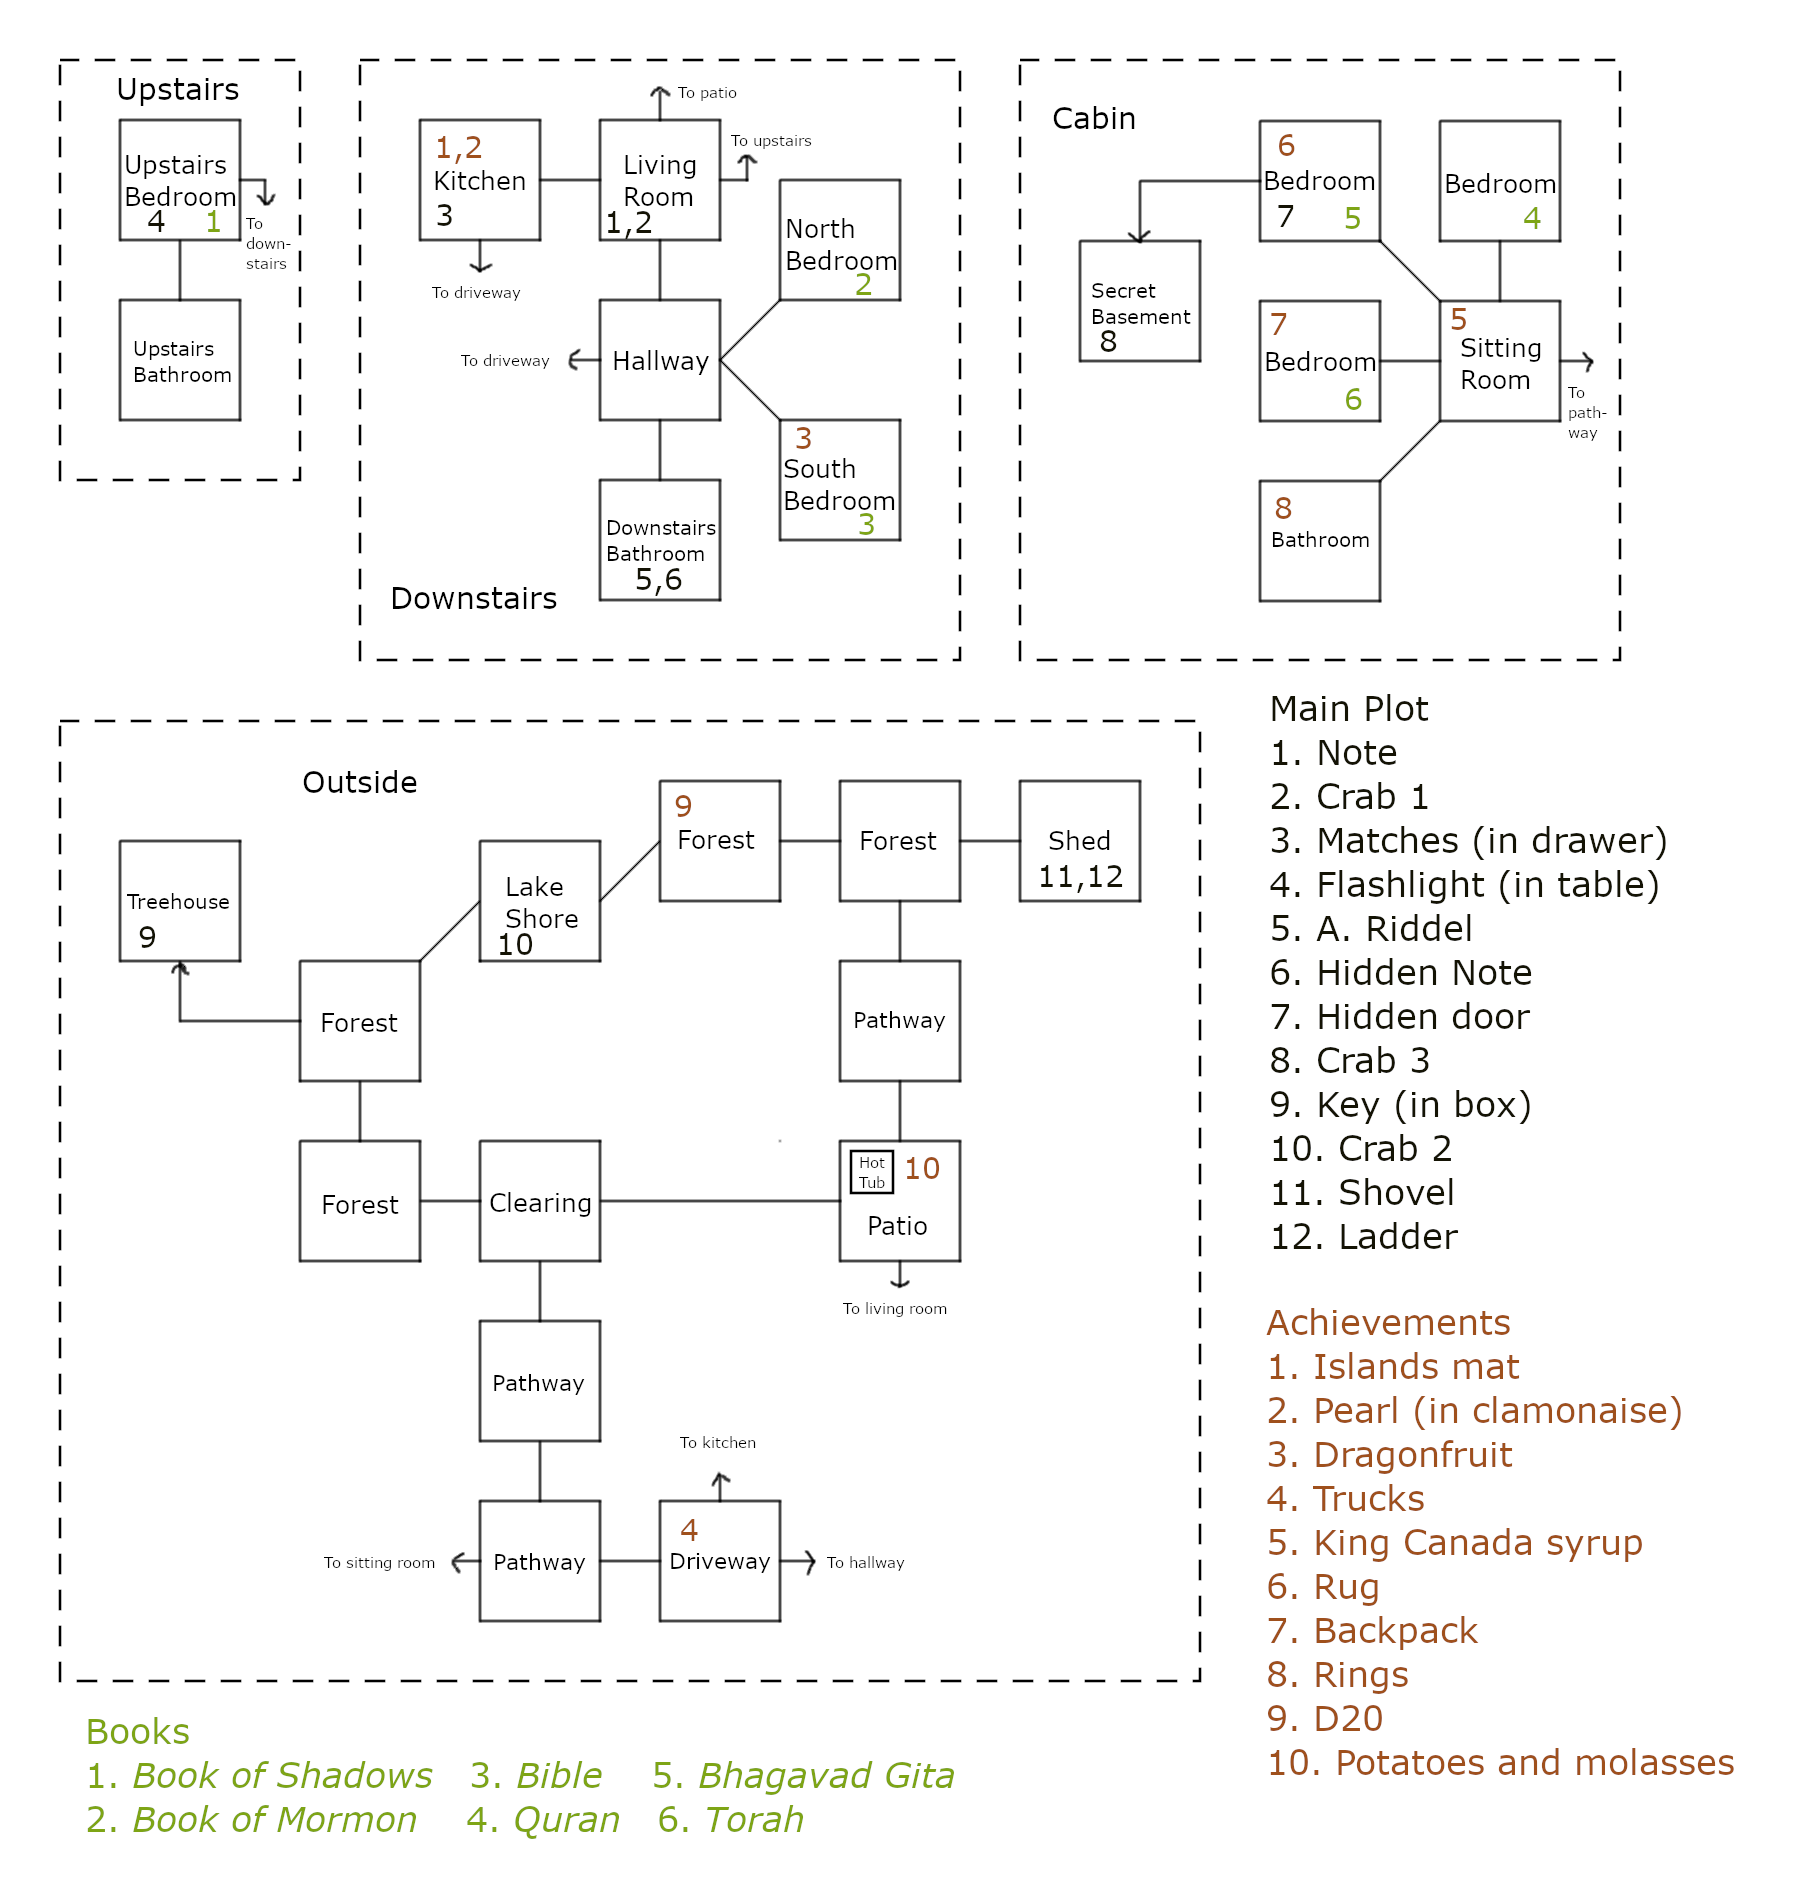 Upstairs
Upstairs
Bedroom
4 1
To
down-
stairs
Upstairs
Bathroom
To patio
1,2
Kitchen
3
To driveway
Living
Room
1,2
To upstairs
North
Bedroom
2
To driveway
Hallway
3
South
Bedroom
3
Downstairs
Bathroom
5,6
Downstairs
Cabin
6
Bedroom
7 5
Bedroom
4
Secret
Basement
8
7
Bedroom
6
5
Sitting
Room
To
path-
way
8
Bathroom
Outside
Treehouse
9
Lake
Shore
10
9
Forest
Forest
Shed
11,12
Forest
Pathway
Forest
Clearing
Hot
Tub
10
Patio
To living room
Pathway
To kitchen
To sitting room
Pathway
4
Driveway
To hallway
Main Plot
1. Note
2. Crab 1
3. Matches (in drawer)
4. Flashlight (in table)
5. A. Riddel
6. Hidden Note
7. Hidden door
8. Crab 3
9. Key (in box)
10. Crab 2
11. Shovel
12. Ladder
Achievements
1. Islands mat
2. Pearl (in clamonaise)
3. Dragonfruit
4. Trucks
5. King Canada syrup
6. Rug
7. Backpack
8. Rings
9. D20
10. Potatoes and molasses
Books
1. Book of Shadows 3. Bible 5. Bhagavad Gita
2. Book of Mormon 4. Quran 6. Torah